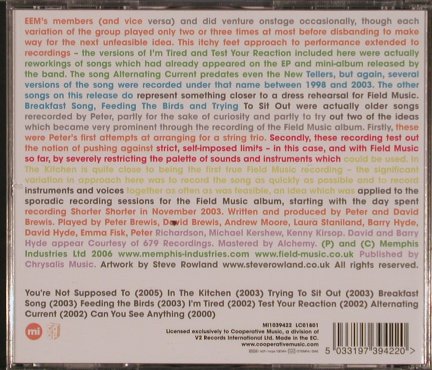 EEM's members (and vice versa) and did venture onstage occasionally, though each
variation of the group played only two or three times at most before disbanding to making
way for the next unfeasible idea. This itchy feet approach to performance extended to
recordings – the versions of I'm Tired and Test Your Reaction included here were actually
reworkings of songs which had already appeared on the EP and mini-album released by
the band. The song Alternating Current predates even the New Tellers, but again, several
versions of the song were recorded under that name between 1998 and 2003. The other
songs on this release do represent something closer to a dress rehearsal for Field Music.
Breakfast Song, Feeding The Birds and Trying To Sit Out were actually older songs
rerecorded by Peter, partly for the sake of curiosity and partly to try out two of the ideas
which became very prominent through the recording of the Field Music album. Firstly, these
were Peter's first attempts at arranging for a string trio. Secondly, these recording test out
the notion of pushing against strict, self-imposed limits – in this case, and with Field Music
so far, by severely restricting the palette of sounds and instruments which could be used. In
The Kitchen is quite close to being the first true Field Music recording – the significant
variation in approach here was to record the song as quickly as possible and to record
instruments and voices together as often as was feasible, an idea which was applied to the
sporadic recording sessions for the Field Music album, starting with the day spent
recording Shorter Shorter in November 2003. Written and produced by Peter and David
Brewis. Played by Peter Brewis, David Brewis, Andrew Moore, Laura Staniland, Barry Hyde,
David Hyde, Emma Fisk, Peter Richardson, Michael Kershew, Kenny Kirsop. David and Barry
Hyde appear Courtesy of 679 Recordings. Mastered by Alchemy. (P) and (C) Memphis
Industries Ltd 2006 www.memphis-industries.com www.field-music.co.uk Published by
Chrysalis Music. Artwork by Steve Rowland www.steverowland.co.uk All rights reserved.
You're Not Supposed To (2005) In The Kitchen (2003) Trying To Sit Out (2003) Breakfast
Song (2003) Feeding the Birds (2003) I'm Tired (2002) Test Your Reaction (2002) Alternating
Current (2002) Can You See Anything (2000)
mi
MI1039422 LC01801
Licensed exclusively to Cooperative Music, a division of
V2 Records International Ltd. Made in the EC.
www.cooperativemusic.com
5 033197 394220 >